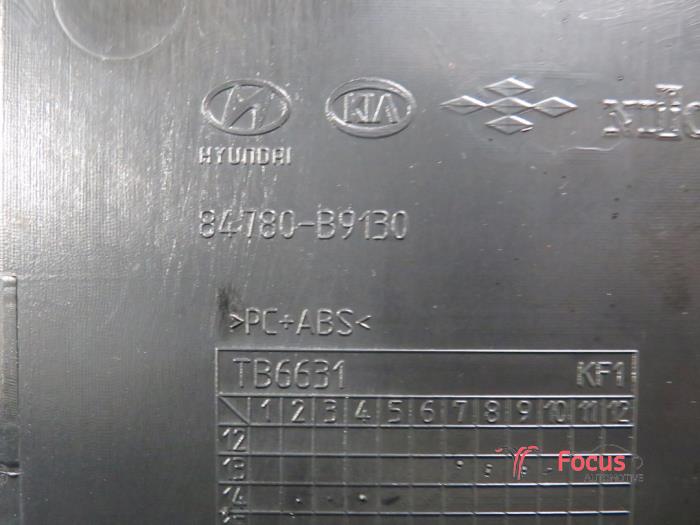 HYUNDAI
KIA
84780-B9130
>PC+ABS<
TB6631 KF1
1 2 3 4 5 6 7 8 9 10 11 12
12
13
14
Focus
AUTOMOTIVE